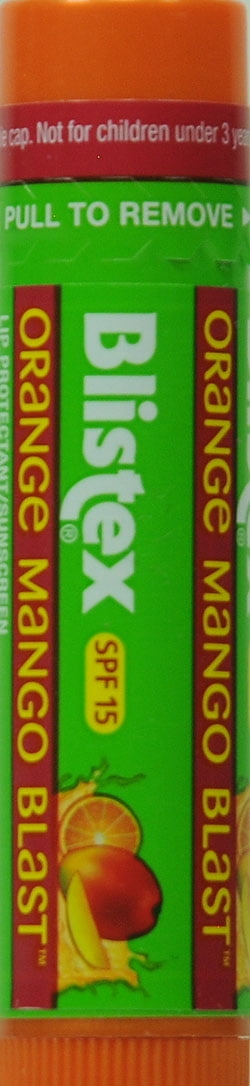 e cap. Not for children under 3 yea
PULL TO REMOVE
Blistex®
SPF 15
ORANGE MANGO BLAST™
ORANGE MANGO BLAST™
LIP PROTECTANT/SUNSCREEN